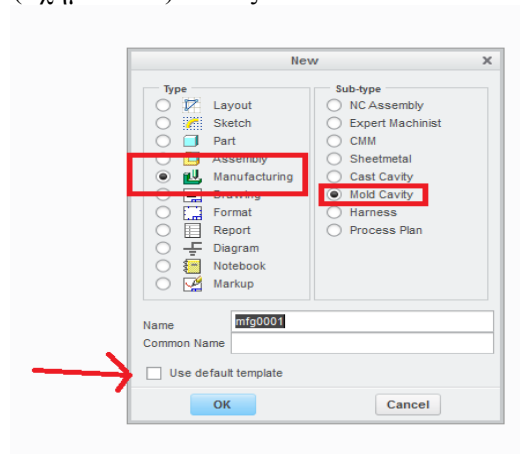 New
Type
Layout
Sketch
Part
Assembly
Manufacturing
Drawing
Format
Report
Diagram
Notebook
Markup
Sub-type
NC Assembly
Expert Machinist
CMM
Sheetmetal
Cast Cavity
Mold Cavity
Harness
Process Plan
Name mfg0001
Common Name
Use default template
OK Cancel